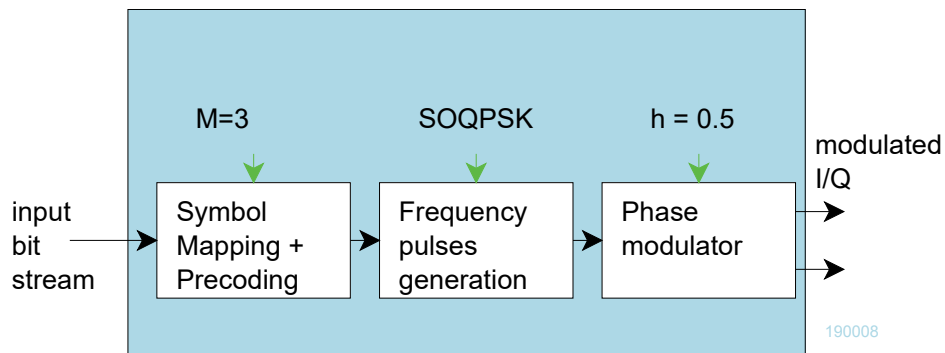 M=3
SOQPSK
h = 0.5
modulated
I/Q
input
bit
stream
Symbol
Mapping +
Precoding
Frequency
pulses
generation
Phase
modulator
190008